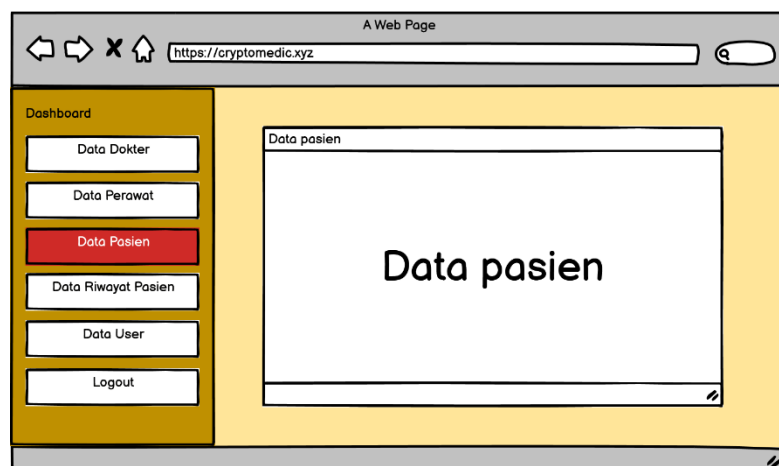 A Web Page
https://cryptomedic.xyz
Dashboard
Data Dokter
Data Perawat
Data Pasien
Data Riwayat Pasien
Data User
Logout
Data pasien
Data pasien